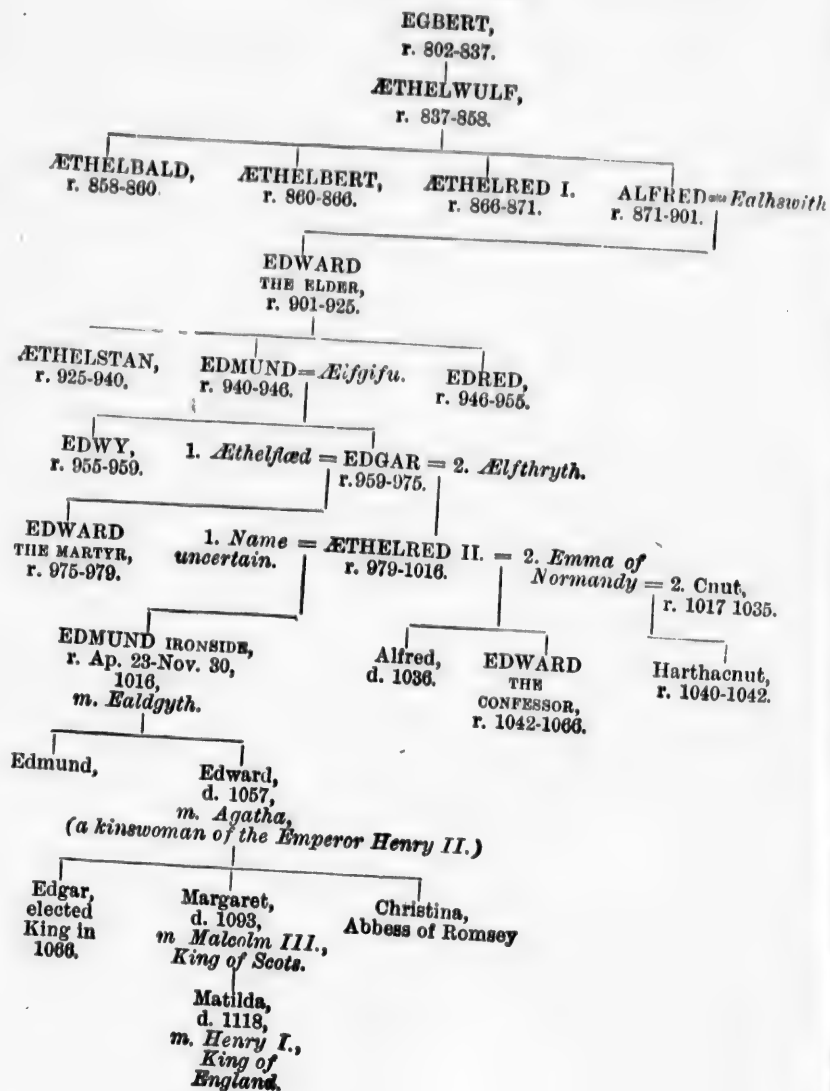 EGBERT,
r. 802-837.
ÆTHELWULF,
r. 837-858.
ÆTHELBALD,
r. 858-860.
ÆTHELBERT,
r. 860-866.
ÆTHELRED I.
r. 866-871.
ALFRED = Ealhswith
r. 871-901.
EDWARD
THE ELDER,
r. 901-925.
ÆTHELSTAN,
r. 925-940.
EDMUND = Ælfgifu.
r. 940-946.
EDRED,
r. 946-955.
EDWY,
r. 955-959.
1. Æthelflæd = EDGAR = 2. Ælfthryth.
r. 959-975.
EDWARD
THE MARTYR,
r. 975-979.
1. Name = ÆTHELRED II. = 2. Emma of
uncertain. r. 979-1016. Normandy = 2. Cnut,
r. 1017 1035.
EDMUND IRONSIDE,
r. Ap. 23-Nov. 30,
1016,
m. Ealdgyth.
Alfred,
d. 1036.
EDWARD
THE
CONFESSOR,
r. 1042-1066.
Harthacnut,
r. 1040-1042.
Edmund,
Edward,
d. 1057,
m. Agatha,
(a kinswoman of the Emperor Henry II.)
Edgar,
elected
King in
1066.
Margaret,
d. 1093,
m Malcolm III.,
King of Scots.
Christina,
Abbess of Romsey
Matilda,
d. 1118,
m. Henry I.,
King of
England.